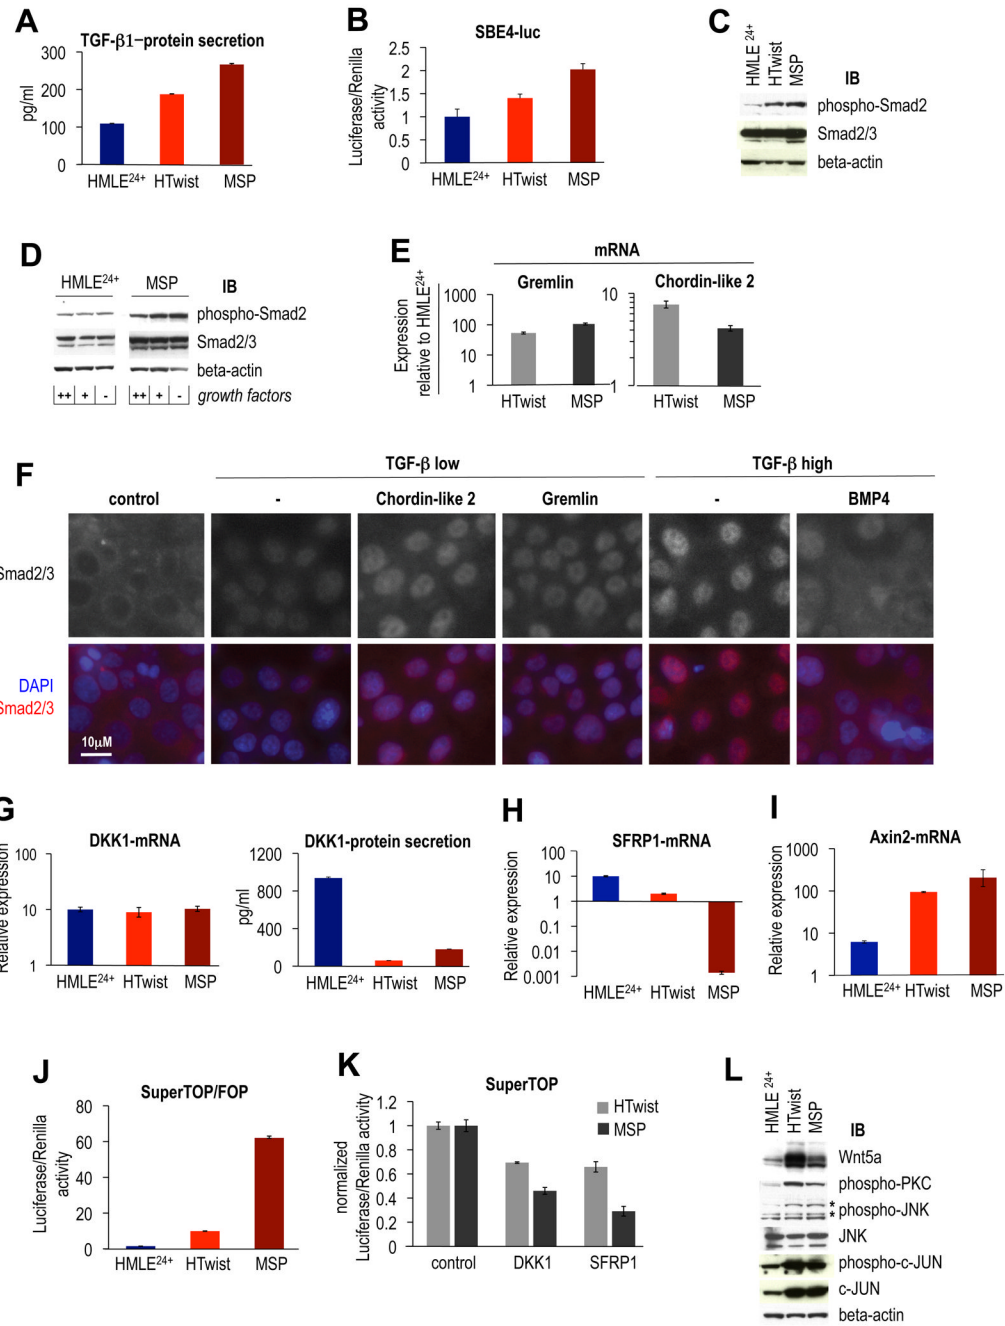 A
TGF-β1–protein secretion
300
200
100
0
pg/ml
HMLE24+ HTwist MSP
B
SBE4-luc
2.5
2
1.5
1
0.5
0
Luciferase/Renilla
activity
HMLE24+ HTwist MSP
C
HMLE 24+
HTwist
MSP
IB
phospho-Smad2
Smad2/3
beta-actin
D
HMLE24+ MSP IB
phospho-Smad2
Smad2/3
beta-actin
++ + - ++ + - growth factors
E
mRNA
Gremlin Chordin-like 2
Expression
relative to HMLE24+
1000
100
10
1
10
1
HTwist MSP HTwist MSP
F
TGF-β low TGF-β high
control - Chordin-like 2 Gremlin - BMP4
Smad2/3
DAPI
Smad2/3
10µM
G
DKK1-mRNA
Relative expression
100
10
1
HMLE24+ HTwist MSP
DKK1-protein secretion
pg/ml
1200
800
400
0
HMLE24+ HTwist MSP
H
SFRP1-mRNA
Relative expression
100
10
1
0.1
0.01
0.001
HMLE24+ HTwist MSP
I
Axin2-mRNA
Relative expression
1000
100
10
1
HMLE24+ HTwist MSP
J
SuperTOP/FOP
Luciferase/Renilla
activity
80
60
40
20
0
HMLE24+ HTwist MSP
K
SuperTOP
normalized
Luciferase/Renilla activity
1.2
1
0.8
0.6
0.4
0.2
0
HTwist
MSP
control DKK1 SFRP1
L
HMLE 24+
HTwist
MSP
IB
Wnt5a
phospho-PKC
* phospho-JNK
*
JNK
phospho-c-JUN
c-JUN
beta-actin